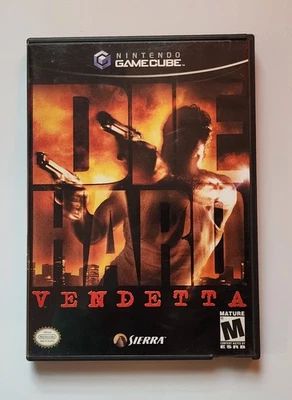 NINTENDO
GAMECUBE
DIE
HARD
VENDETTA
SIERRA
MATURE
M
ESRB